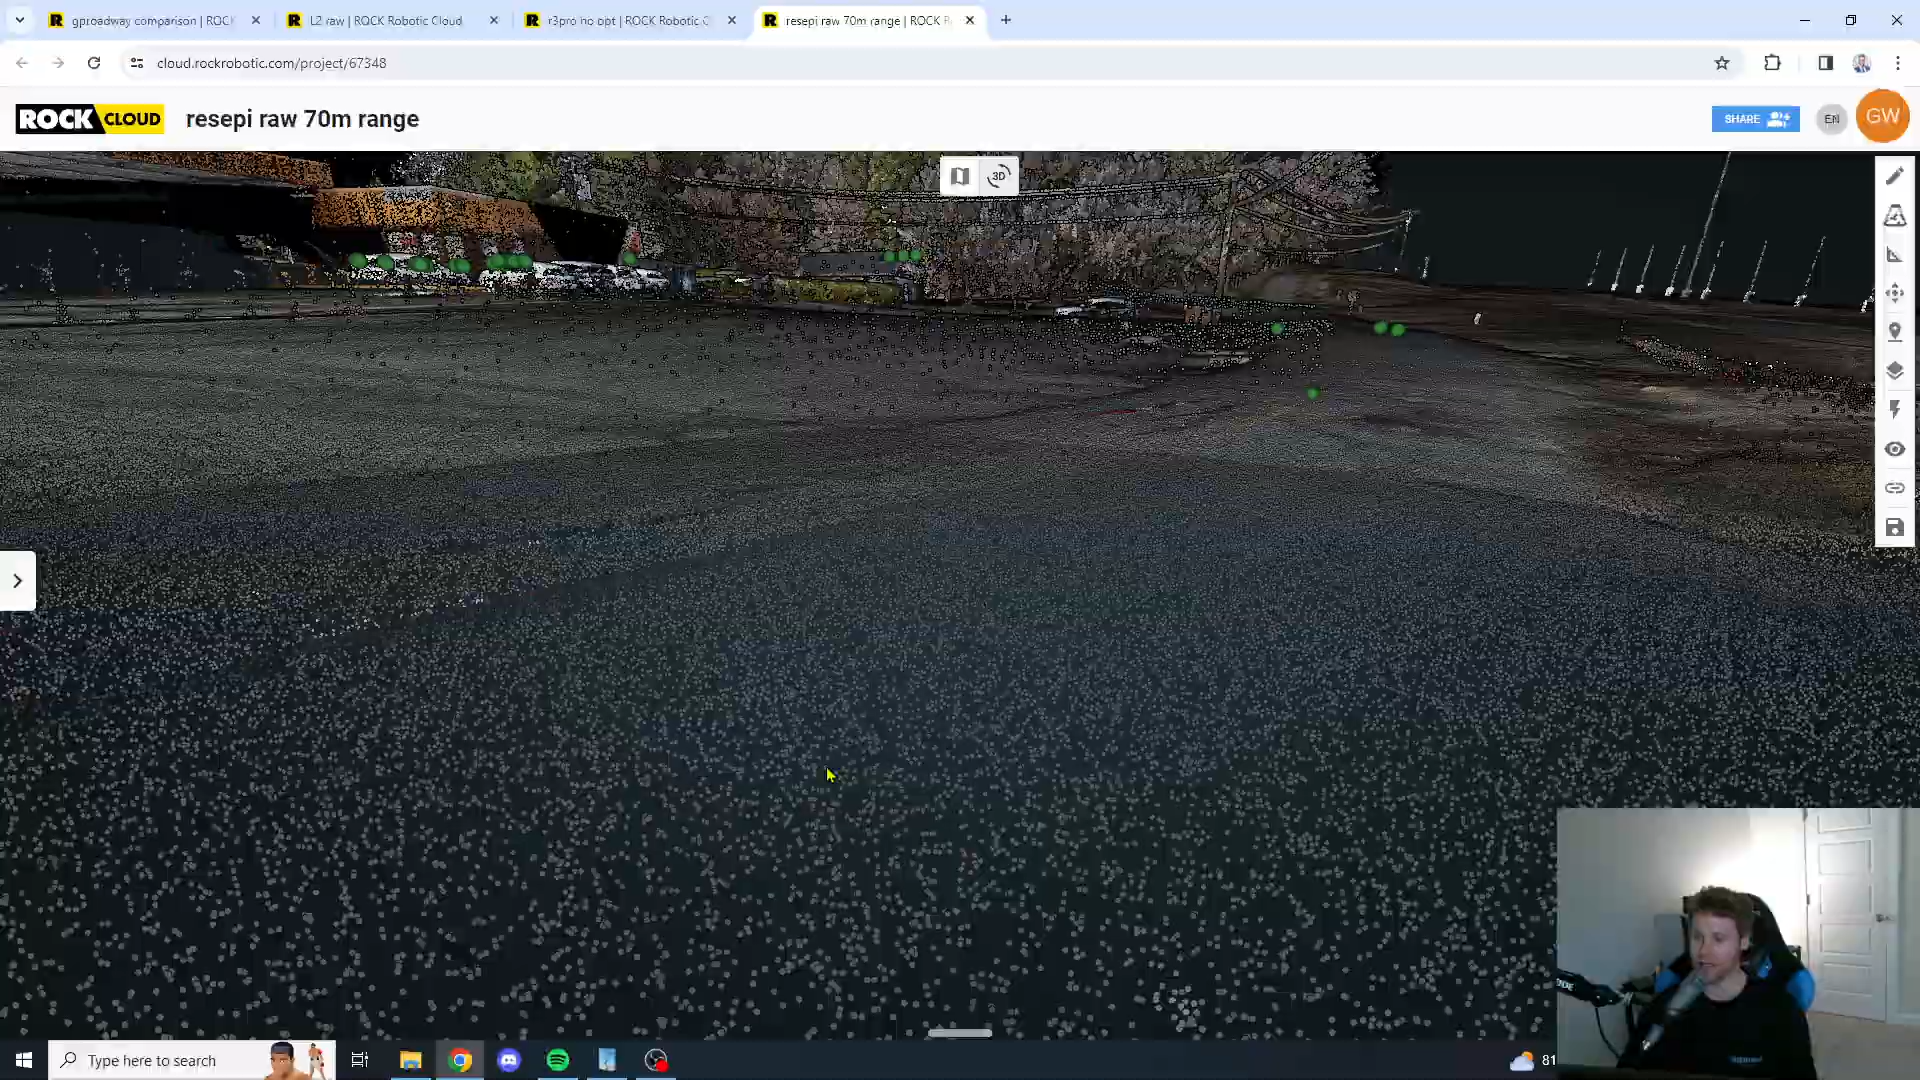 gproadway comparison | ROCK
L2 raw | ROCK Robotic Cloud
r3pro no opt | ROCK Robotic C
resepi raw 70m range | ROCK R
cloud.rockrobotic.com/project/67348
ROCK CLOUD
resepi raw 70m range
SHARE
EN
GW
3D
Type here to search
81